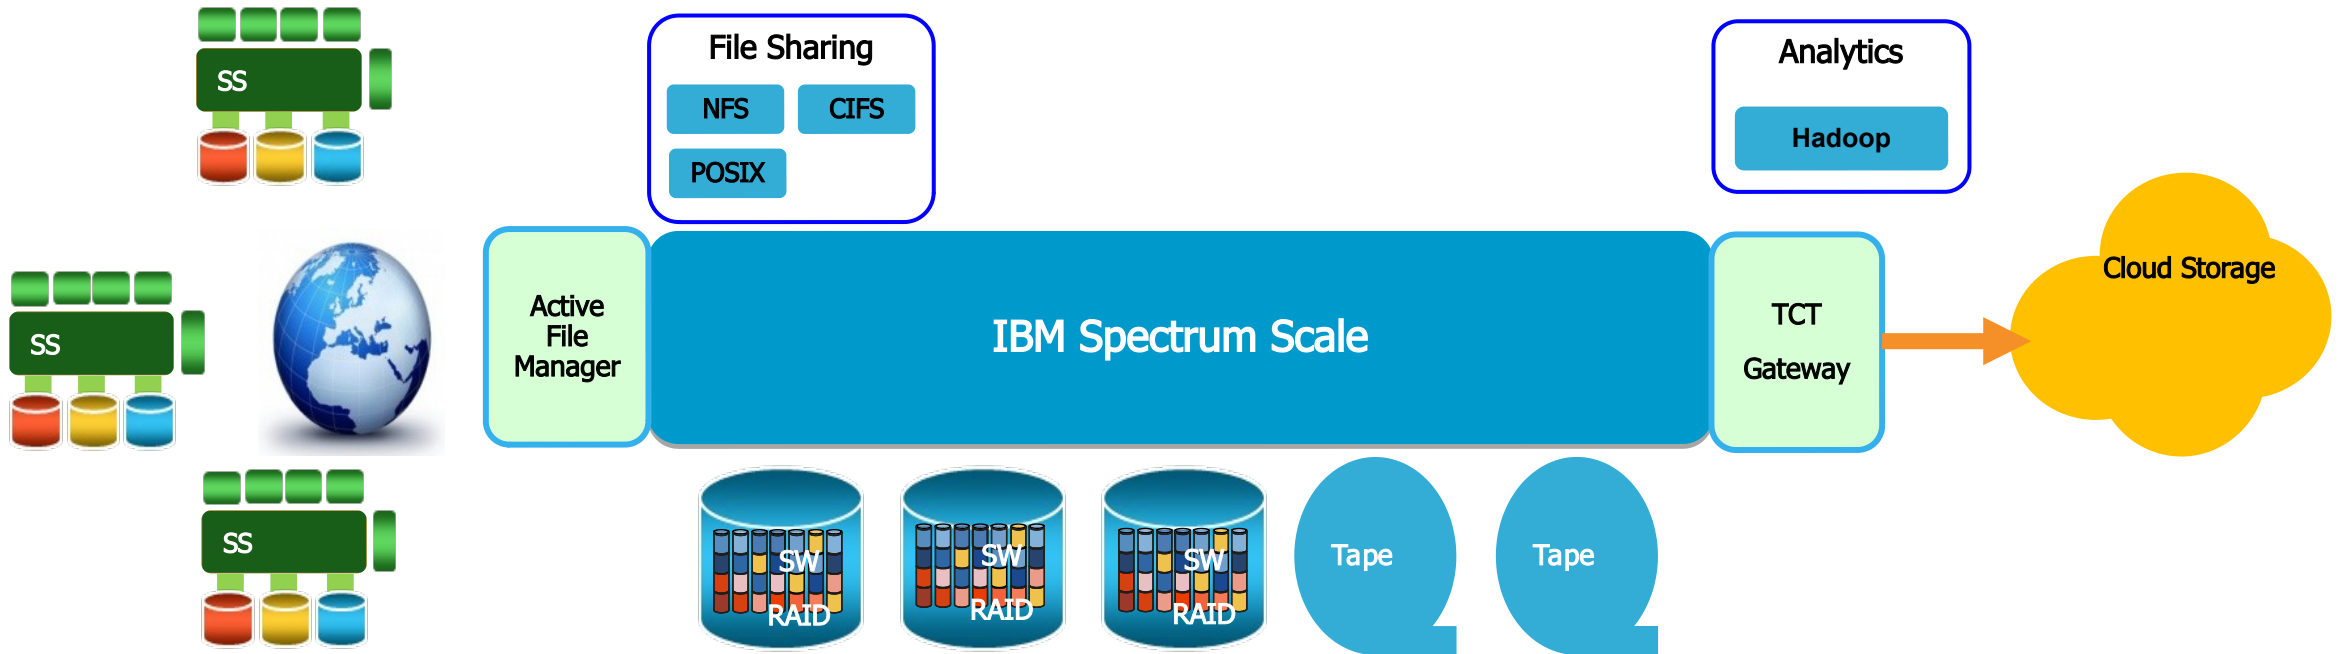 SS
File Sharing
NFS
CIFS
POSIX
Analytics
Hadoop
SS
Active
File
Manager
IBM Spectrum Scale
TCT
Gateway
Cloud Storage
SS
SW
RAID
SW
RAID
SW
RAID
Tape
Tape